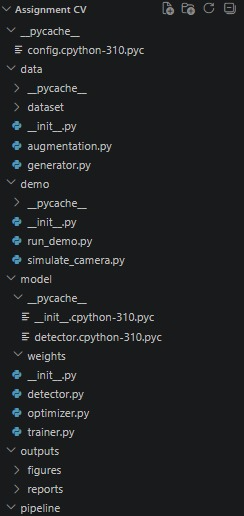 Assignment CV
__pycache__
config.cpython-310.pyc
data
__pycache__
dataset
__init__.py
augmentation.py
generator.py
demo
__pycache__
__init__.py
run_demo.py
simulate_camera.py
model
__pycache__
__init__.cpython-310.pyc
detector.cpython-310.pyc
weights
__init__.py
detector.py
optimizer.py
trainer.py
outputs
figures
reports
pipeline